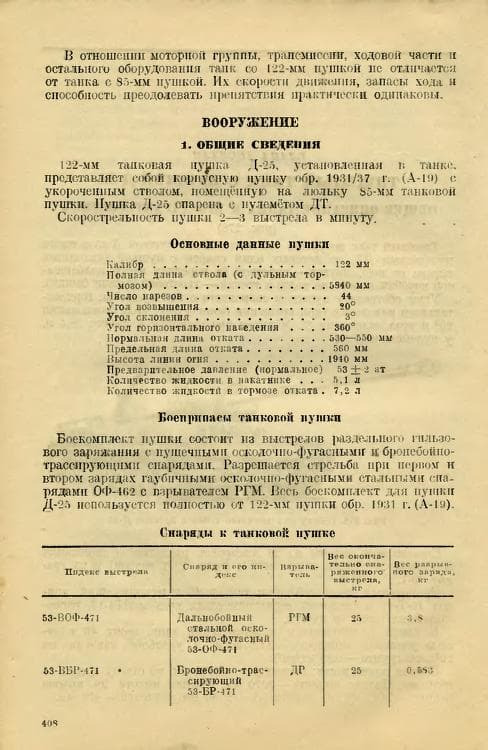 В отношении моторной группы, трансмиссии, ходовой части и
остального оборудования танк со 122-мм пушкой не отличается
от танка с 85-мм пушкой. Их скорости движения, запасы хода и
способность преодолевать препятствия практически одинаковы.
ВООРУЖЕНИЕ
1. ОБЩИЕ СВЕДЕНИЯ
122-мм танковая пушка Д-25, установленная в танке,
представляет собой корпусную пушку обр. 1931/37 г. (А-19) с
укороченным стволом, помещённую на люльку 85-мм танковой
пушки. Пушка Д-25 спарена с пулемётом ДТ.
Скорострельность пушки 2—3 выстрела в минуту.
Основные данные пушки
Калибр . . . . . . . . . . . . . . . . . 122 мм
Полная длина ствола (с дульным тор-
мозом) . . . . . . . . . . . . . . . . 5940 мм
Число нарезов . . . . . . . . . . . . . 44
Угол возвышения . . . . . . . . . . . . 20°
Угол склонения . . . . . . . . . . . . . 3°
Угол горизонтального наведения . . . . 360°
Нормальная длина отката . . . . . . . . 530—550 мм
Предельная длина отката . . . . . . . . 560 мм
Высота линии огня . . . . . . . . . . . 1940 мм
Предварительное давление (нормальное) 53 ± 2 ат
Количество жидкости в накатнике . . . 5,1 л
Количество жидкости в тормозе отката . 7,2 л
Боеприпасы танковой пушки
Боекомплект пушки состоит из выстрелов раздельного гильзо-
вого заряжания с пушечными осколочно-фугасными и бронебойно-
трассирующими снарядами. Разрешается стрельба при первом и
втором зарядах гаубичными осколочно-фугасными стальными сна-
рядами ОФ-462 с взрывателем РГМ. Весь боекомплект для пушки
Д-25 используется полностью от 122-мм пушки обр. 1931 г. (А-19).
Снаряды к танковой пушке
Индекс выстрела | Снаряд и его ин-декс | Взрыва-тель | Вес оконча-тельно сна-ряженного выстрела, кг | Вес разрыв-ного заряда, кг
53-ВОФ-471 | Дальнобойный | РГМ | 25 | 3,8
стальной оско-
лочно-фугасный
53-ОФ-471
53-ВБР-471 | Бронебойно-трас- | ДР | 25 | 0,583
сирующий
53-БР-471
408